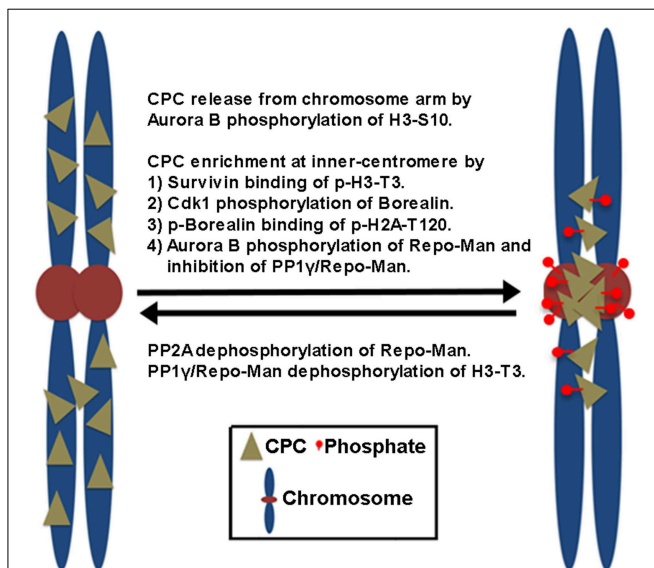 CPC release from chromosome arm by
Aurora B phosphorylation of H3-S10.
CPC enrichment at inner-centromere by
1) Survivin binding of p-H3-T3.
2) Cdk1 phosphorylation of Borealin.
3) p-Borealin binding of p-H2A-T120.
4) Aurora B phosphorylation of Repo-Man and
inhibition of PP1γ/Repo-Man.
PP2A dephosphorylation of Repo-Man.
PP1γ/Repo-Man dephosphorylation of H3-T3.
CPC Phosphate
Chromosome